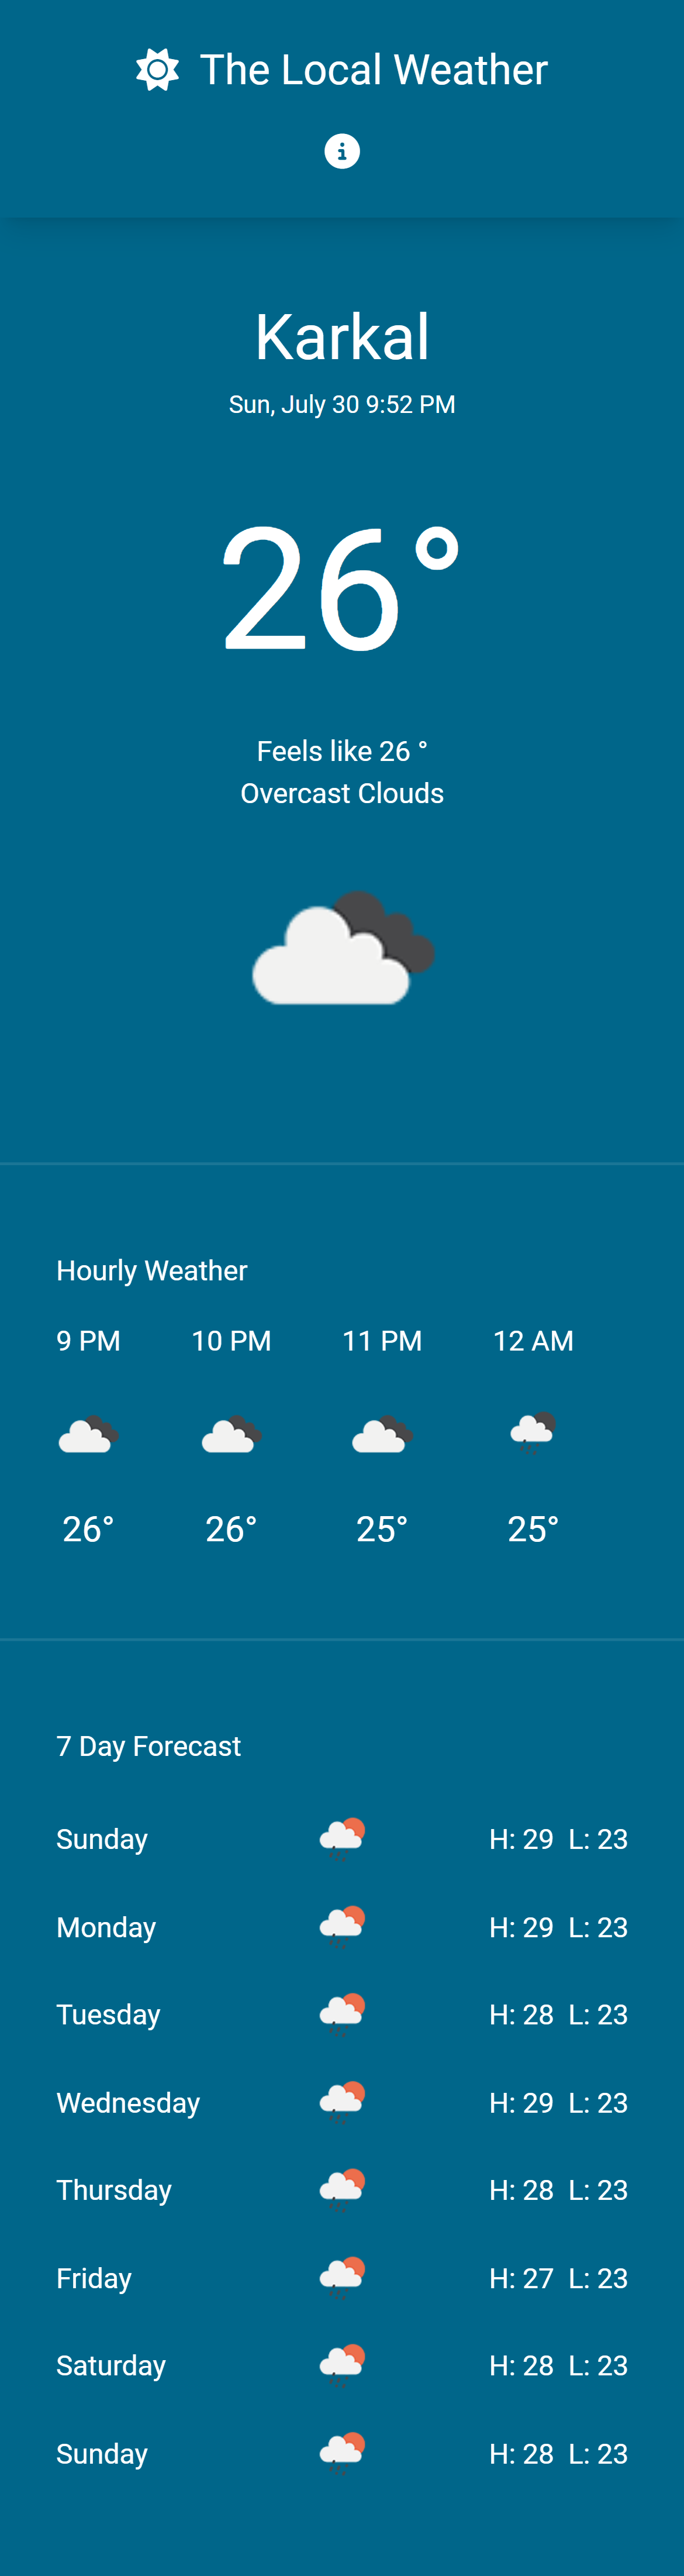 The Local Weather
Karkal
Sun, July 30 9:52 PM
26°
Feels like 26 °
Overcast Clouds
Hourly Weather
9 PM 10 PM 11 PM 12 AM
26° 26° 25° 25°
7 Day Forecast
Sunday H: 29 L: 23
Monday H: 29 L: 23
Tuesday H: 28 L: 23
Wednesday H: 29 L: 23
Thursday H: 28 L: 23
Friday H: 27 L: 23
Saturday H: 28 L: 23
Sunday H: 28 L: 23